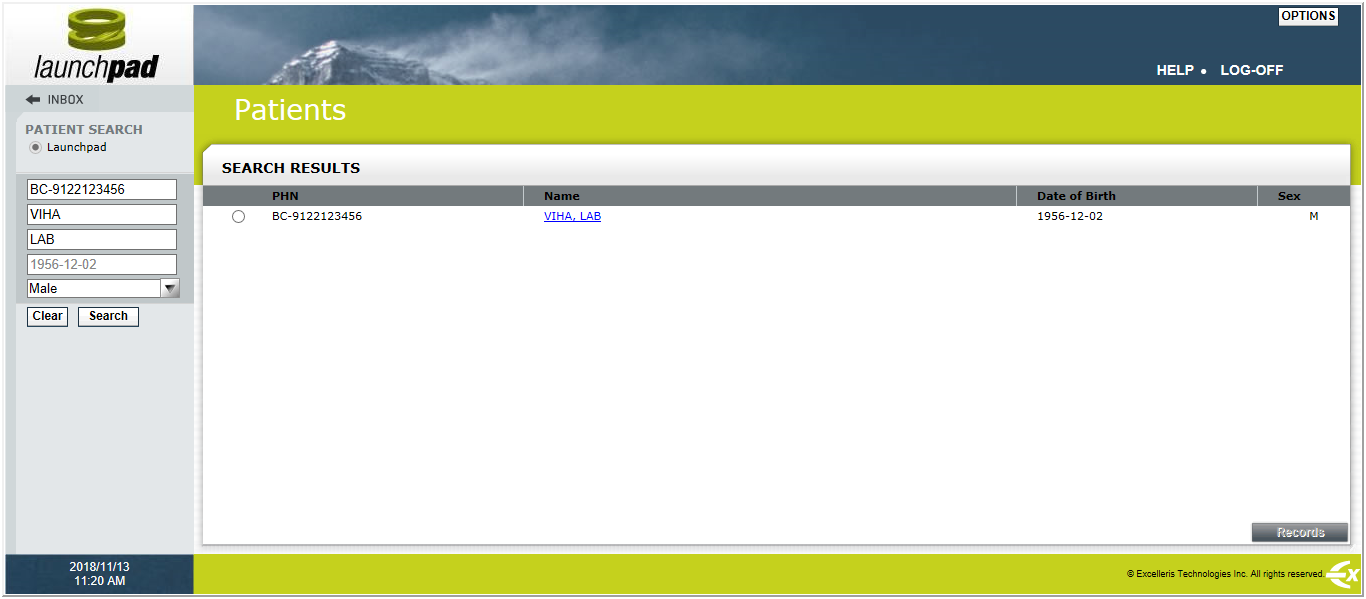 launchpad
OPTIONS
HELP • LOG-OFF
INBOX
Patients
PATIENT SEARCH
Launchpad
BC-9122123456
VIHA
LAB
1956-12-02
Male
Clear Search
SEARCH RESULTS
PHN Name Date of Birth Sex
BC-9122123456 VIHA, LAB 1956-12-02 M
Records
2018/11/13
11:20 AM
© Excelleris Technologies Inc. All rights reserved.